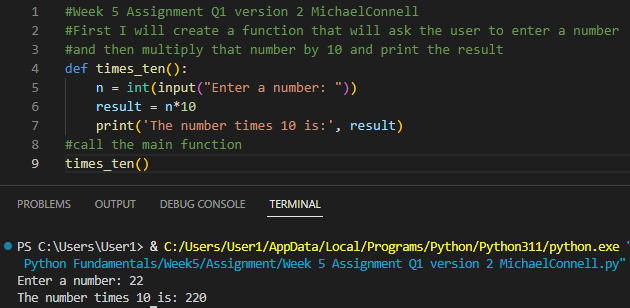 1 #Week 5 Assignment Q1 version 2 MichaelConnell
2 #First I will create a function that will ask the user to enter a number
3 #and then multiply that number by 10 and print the result
4 def times_ten():
5 n = int(input("Enter a number: "))
6 result = n*10
7 print('The number times 10 is:', result)
8 #call the main function
9 times_ten()
PROBLEMS OUTPUT DEBUG CONSOLE TERMINAL
PS C:\Users\User1> & C:/Users/User1/AppData/Local/Programs/Python/Python311/python.exe "
Python Fundamentals/Week5/Assignment/Week 5 Assignment Q1 version 2 MichaelConnell.py"
Enter a number: 22
The number times 10 is: 220